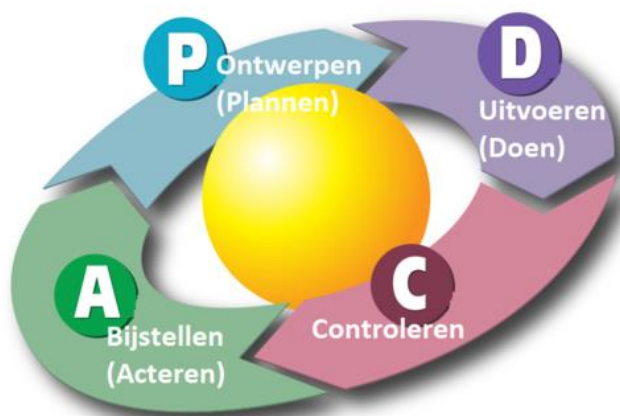 P
Ontwerpen
(Plannen)
D
Uitvoeren
(Doen)
C
Controleren
A
Bijstellen
(Acteren)